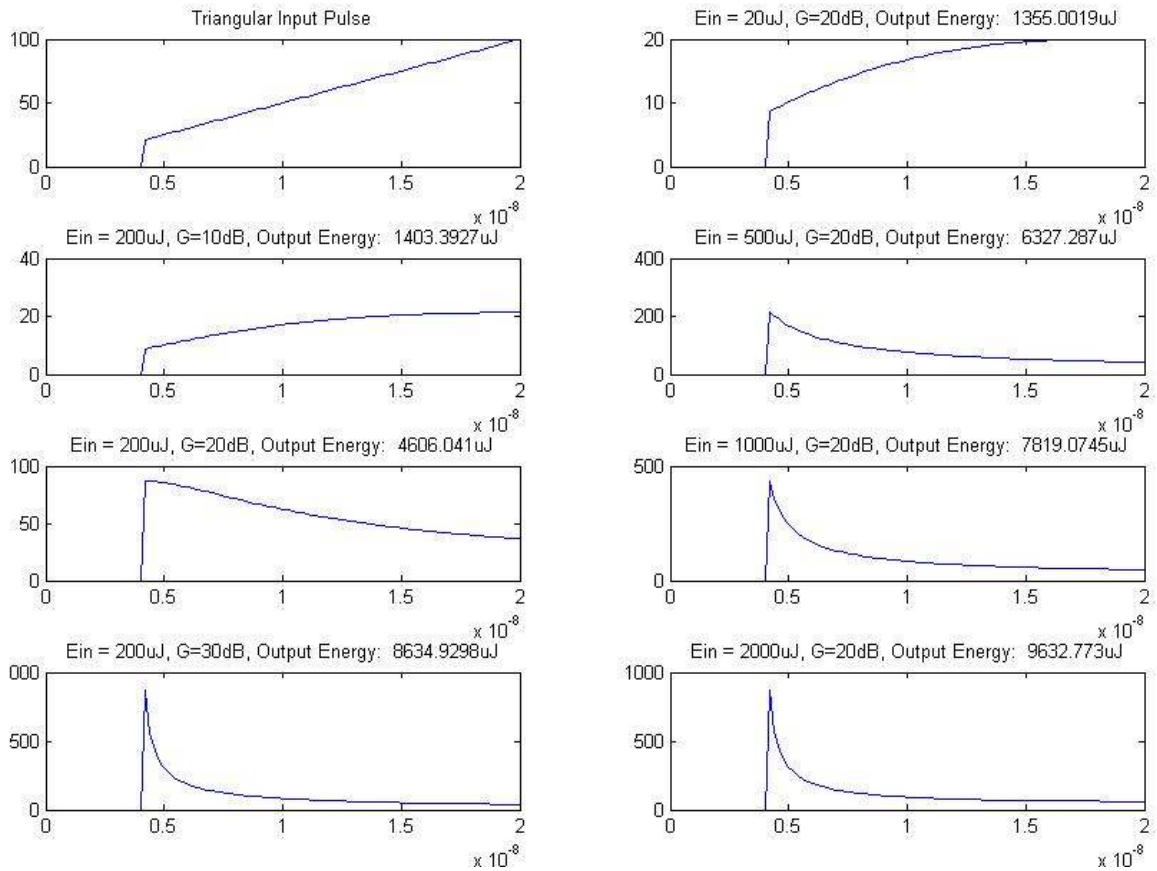 Triangular Input Pulse
100
50
0
0 0.5 1 1.5 2
x 10⁻⁸
Ein = 20uJ, G=20dB, Output Energy: 1355.0019uJ
20
10
0
0 0.5 1 1.5 2
x 10⁻⁸
Ein = 200uJ, G=10dB, Output Energy: 1403.3927uJ
40
20
0
0 0.5 1 1.5 2
x 10⁻⁸
Ein = 500uJ, G=20dB, Output Energy: 6327.287uJ
400
200
0
0 0.5 1 1.5 2
x 10⁻⁸
Ein = 200uJ, G=20dB, Output Energy: 4606.041uJ
100
50
0
0 0.5 1 1.5 2
x 10⁻⁸
Ein = 1000uJ, G=20dB, Output Energy: 7819.0745uJ
500
0
0 0.5 1 1.5 2
x 10⁻⁸
Ein = 200uJ, G=30dB, Output Energy: 8634.9298uJ
000
500
0
0 0.5 1 1.5 2
x 10⁻⁸
Ein = 2000uJ, G=20dB, Output Energy: 9632.773uJ
1000
500
0
0 0.5 1 1.5 2
x 10⁻⁸